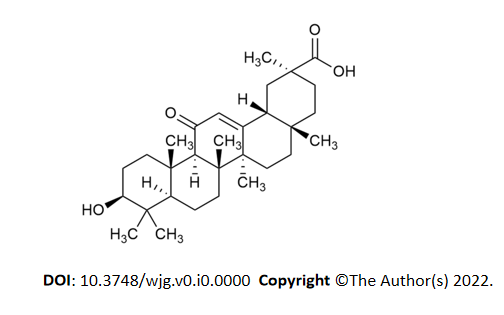 O
H₃C
OH
O
H
CH₃ CH₃ CH₃
H H CH₃
HO
H₃C CH₃
DOI: 10.3748/wjg.v0.i0.0000 Copyright ©The Author(s) 2022.